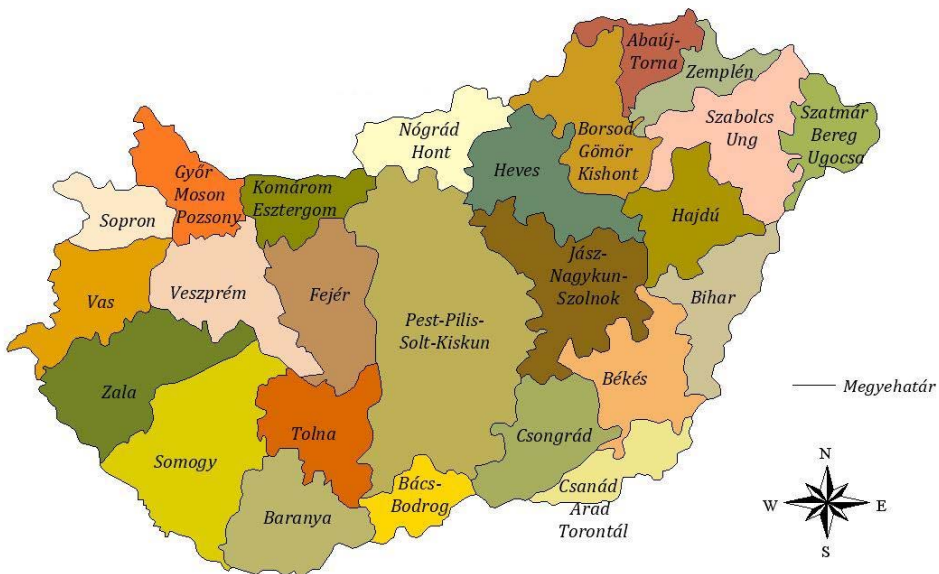 Abaúj-
Torna
Zemplén
Nógrád
Hont
Borsod
Gömör
Kishont
Szabolcs
Ung
Szatmár
Bereg
Ugocsa
Győr
Moson
Pozsony
Komárom
Esztergom
Heves
Sopron
Hajdú
Vas
Veszprém
Fejér
Jász-
Nagykun-
Szolnok
Bihar
Pest-Pilis-
Solt-Kiskun
Zala
Békés
Megyehatár
Somogy
Tolna
Csongrád
Baranya
Bács-
Bodrog
Csanád
Arad
Torontál
N
W
E
S